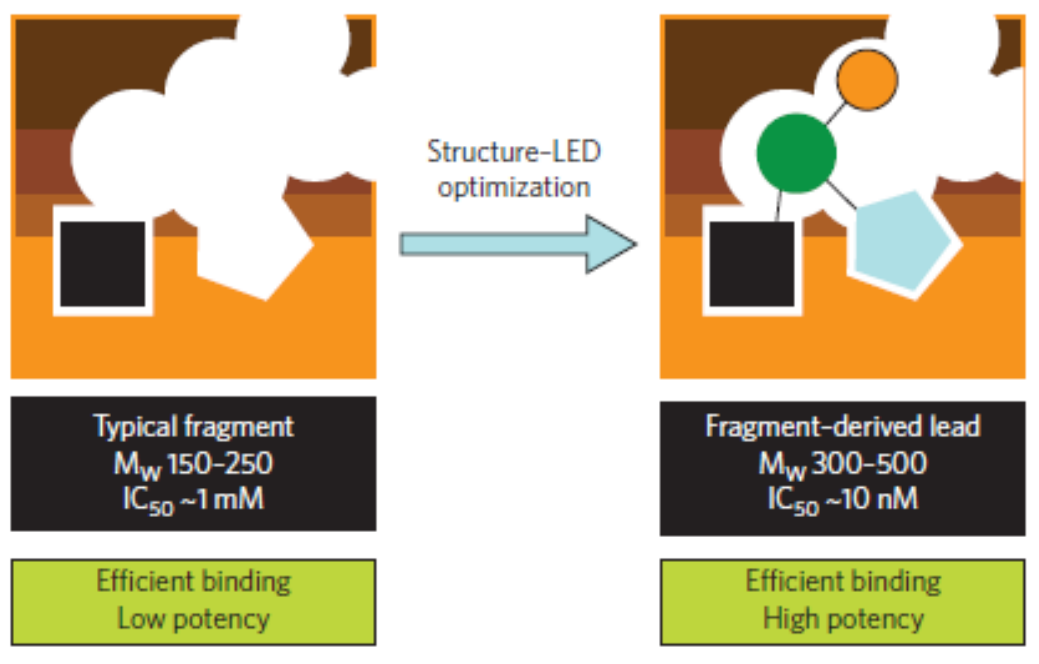 Structure–LED
optimization
Typical fragment
MW 150–250
IC50 ~1 mM
Fragment–derived lead
MW 300–500
IC50 ~10 nM
Efficient binding
Low potency
Efficient binding
High potency